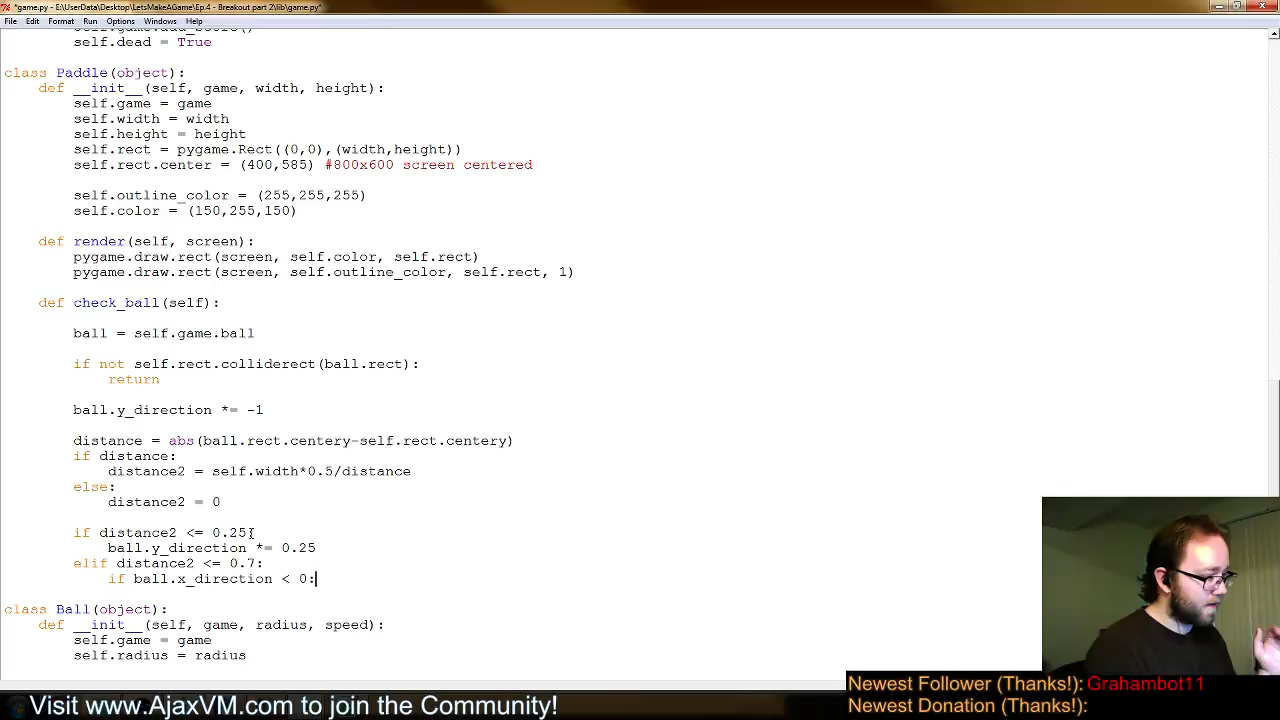 *game.py - E:\UserData\Desktop\LetsMakeAGame\Ep.4 - Breakout part 2\lib\game.py*
File Edit Format Run Options Windows Help
self.game.add_score()
self.dead = True
class Paddle(object):
def __init__(self, game, width, height):
self.game = game
self.width = width
self.height = height
self.rect = pygame.Rect((0,0),(width,height))
self.rect.center = (400,585) #800x600 screen centered
self.outline_color = (255,255,255)
self.color = (150,255,150)
def render(self, screen):
pygame.draw.rect(screen, self.color, self.rect)
pygame.draw.rect(screen, self.outline_color, self.rect, 1)
def check_ball(self):
ball = self.game.ball
if not self.rect.colliderect(ball.rect):
return
ball.y_direction *= -1
distance = abs(ball.rect.centery-self.rect.centery)
if distance:
distance2 = self.width*0.5/distance
else:
distance2 = 0
if distance2 <= 0.25:
ball.y_direction *= 0.25
elif distance2 <= 0.7:
if ball.x_direction < 0:
class Ball(object):
def __init__(self, game, radius, speed):
self.game = game
self.radius = radius
Visit www.AjaxVM.com to join the Community!
Newest Follower (Thanks!): Grahambot11
Newest Donation (Thanks!):